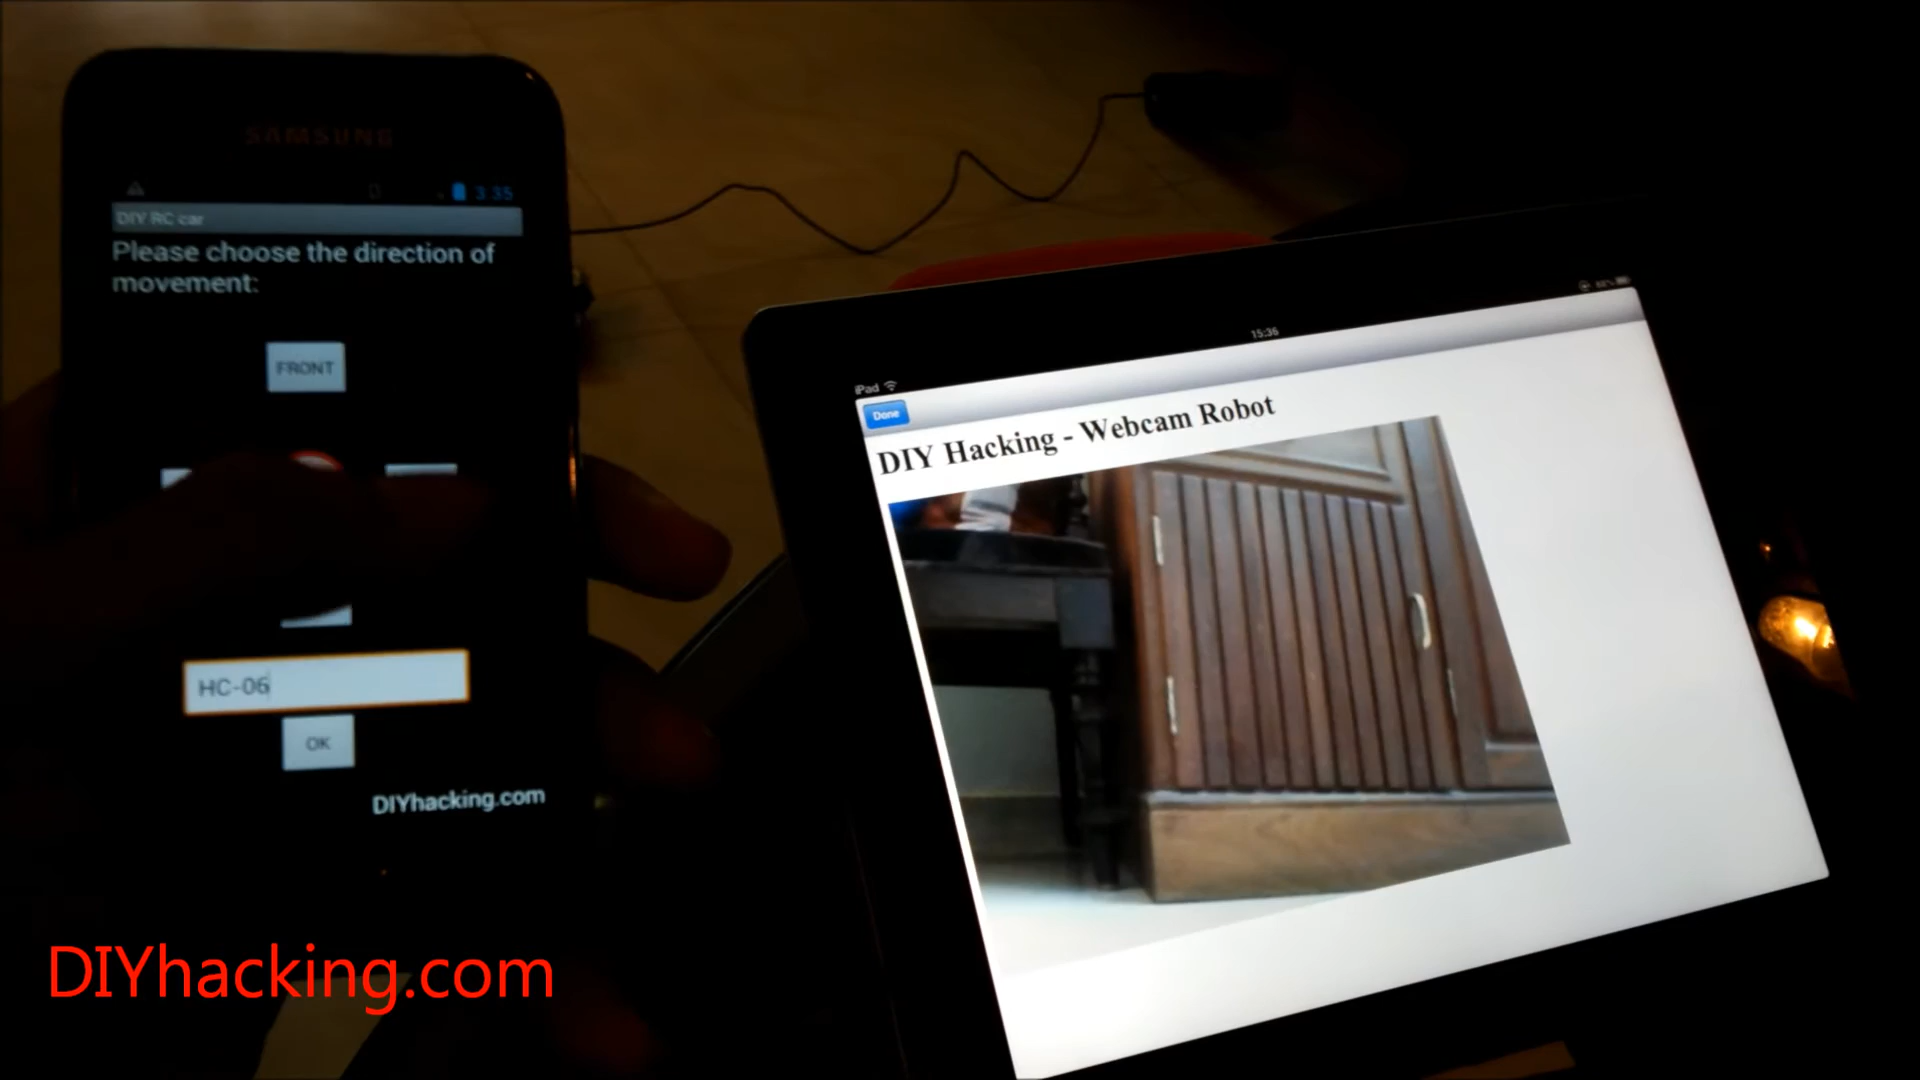 SAMSUNG
3:35
DIY RC car
Please choose the direction of
movement:
FRONT
HC-06
OK
DIYhacking.com
iPad
15:36
Done
DIY Hacking - Webcam Robot
DIYhacking.com